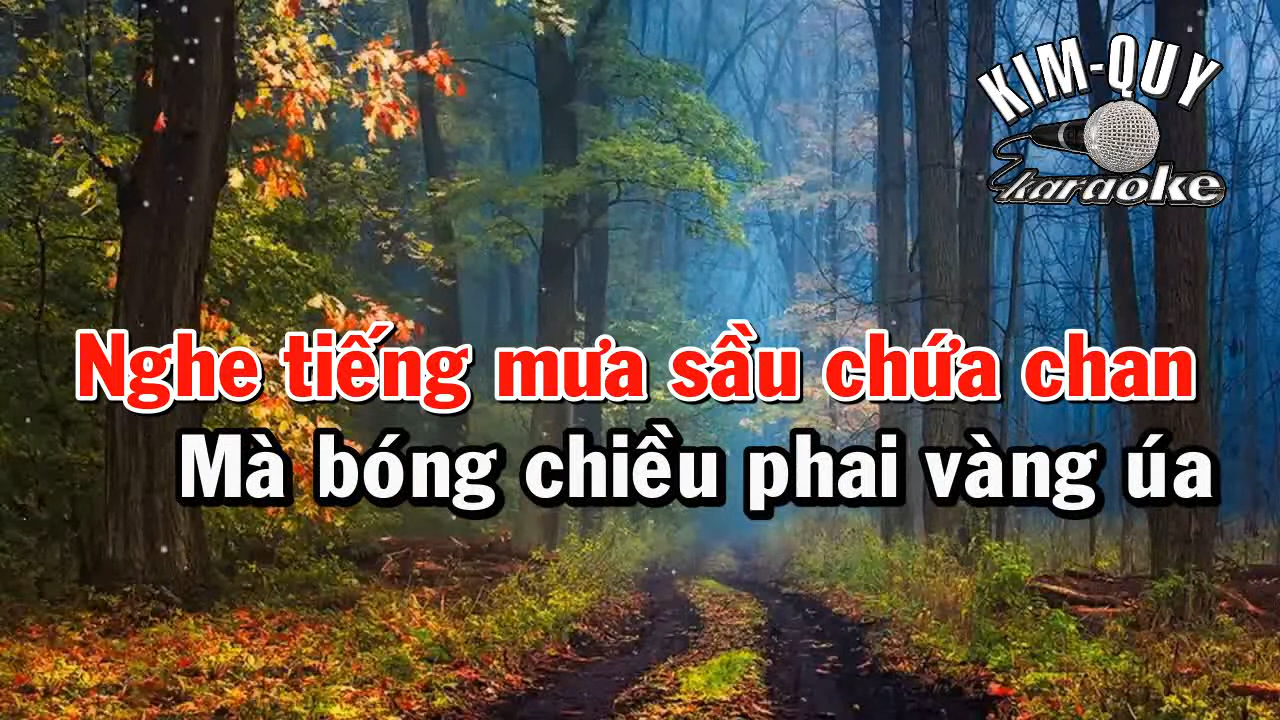 KIM-QUY
karaoke
Nghe tiếng mưa sầu chứa chan
Mà bóng chiều phai vàng úa